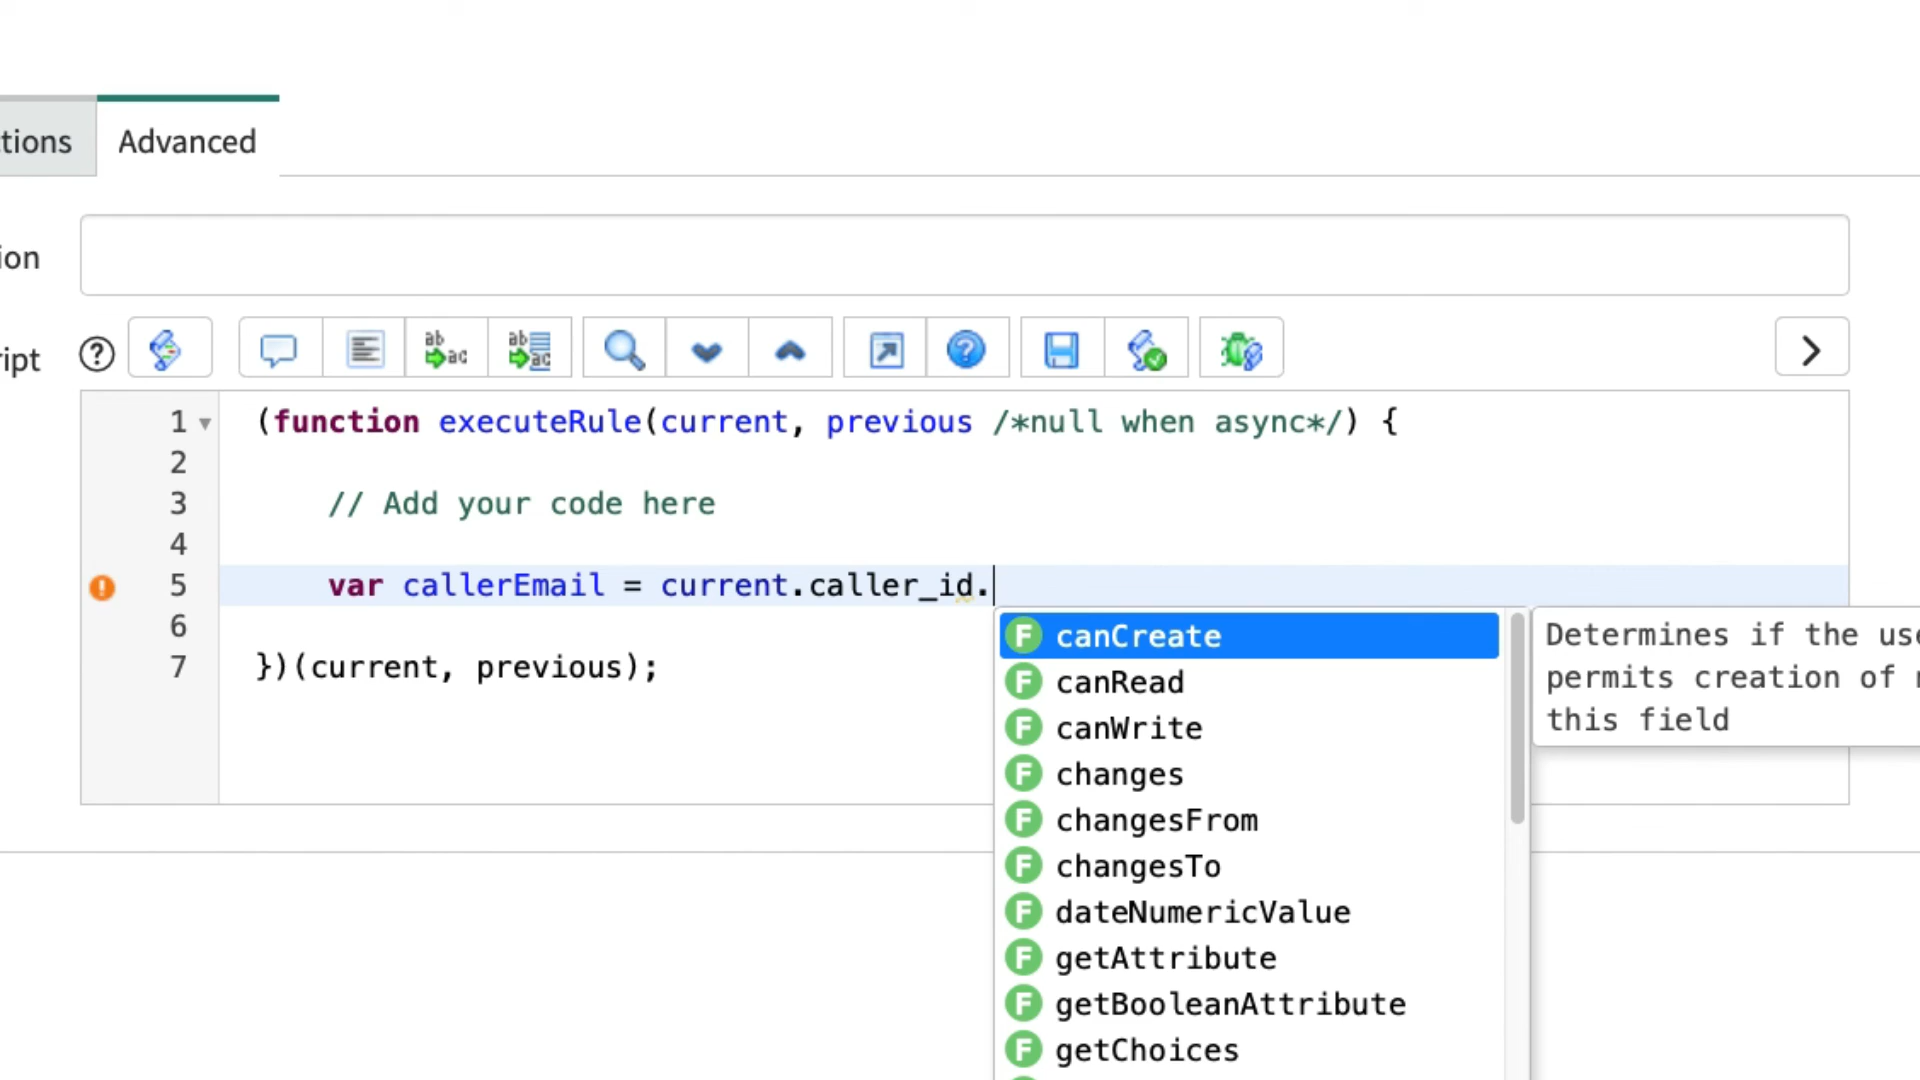 tions
Advanced
ion
ript
1 (function executeRule(current, previous /*null when async*/) {
2
3 // Add your code here
4
5 var callerEmail = current.caller_id.
6
7 })(current, previous);
F canCreate
F canRead
F canWrite
F changes
F changesFrom
F changesTo
F dateNumericValue
F getAttribute
F getBooleanAttribute
F getChoices
Determines if the use
permits creation of
this field